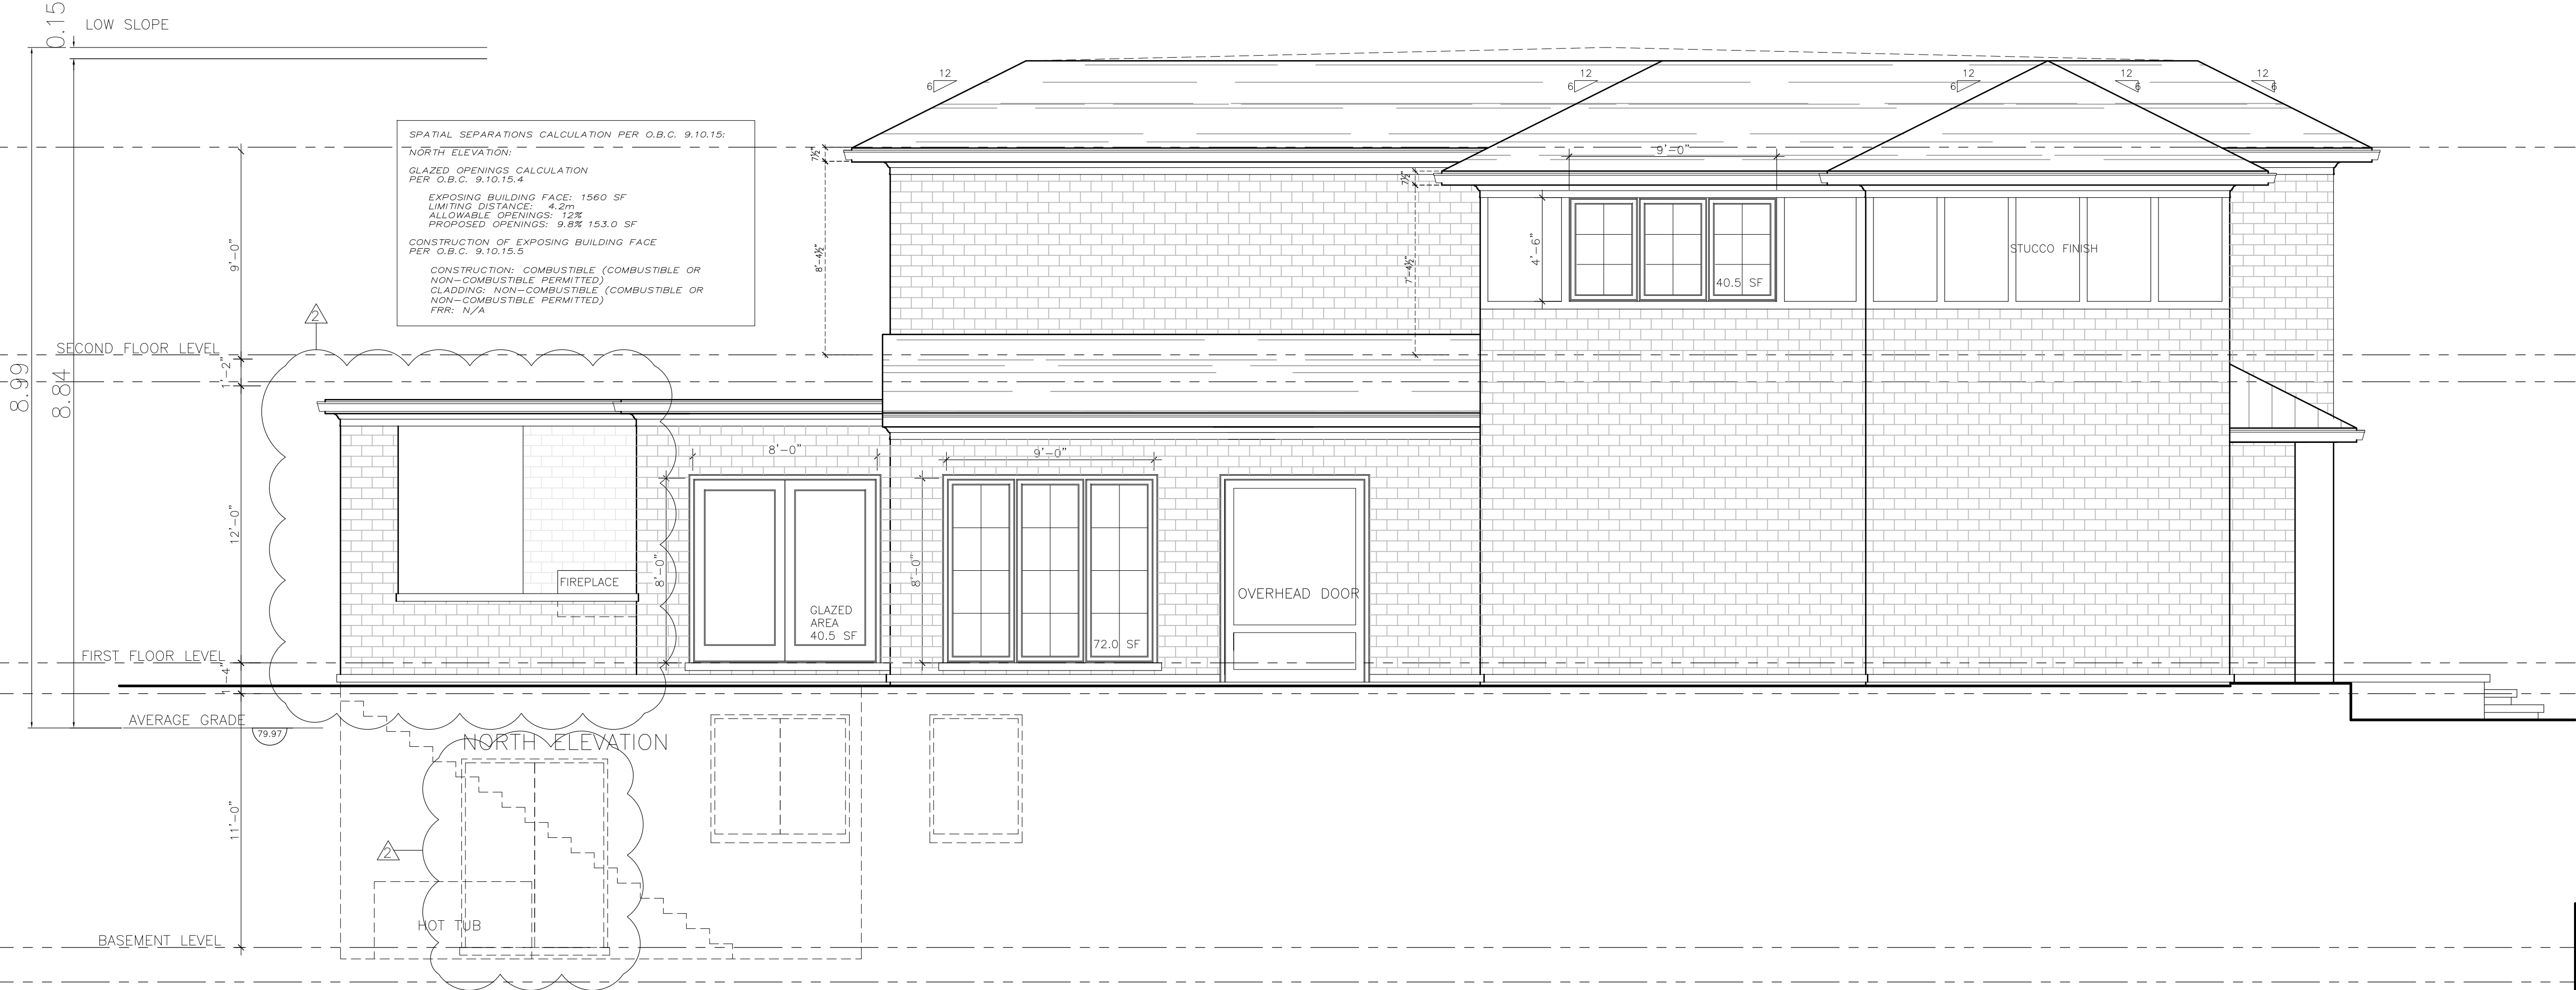 0.15
LOW SLOPE
8.99
8.84
SPATIAL SEPARATIONS CALCULATION PER O.B.C. 9.10.15:
NORTH ELEVATION:
GLAZED OPENINGS CALCULATION
PER O.B.C. 9.10.15.4
EXPOSING BUILDING FACE: 1560 SF
LIMITING DISTANCE: 4.2m
ALLOWABLE OPENINGS: 12%
PROPOSED OPENINGS: 9.8% 153.0 SF
CONSTRUCTION OF EXPOSING BUILDING FACE
PER O.B.C. 9.10.15.5
CONSTRUCTION: COMBUSTIBLE (COMBUSTIBLE OR
NON-COMBUSTIBLE PERMITTED)
CLADDING: NON-COMBUSTIBLE (COMBUSTIBLE OR
NON-COMBUSTIBLE PERMITTED)
FRR: N/A
12
6
12
6
12
6
12
6
12
6
7½"
8'-4½"
7½"
7'-4½"
9'-0"
4'-6"
40.5 SF
STUCCO FINISH
9'-0"
2
SECOND FLOOR LEVEL
1'-2"
12'-0"
8'-0"
9'-0"
8'-0"
8'-0"
FIREPLACE
GLAZED
AREA
40.5 SF
72.0 SF
OVERHEAD DOOR
FIRST FLOOR LEVEL
1'-4"
AVERAGE GRADE
79.97
NORTH ELEVATION
11'-0"
2
HOT TUB
BASEMENT LEVEL